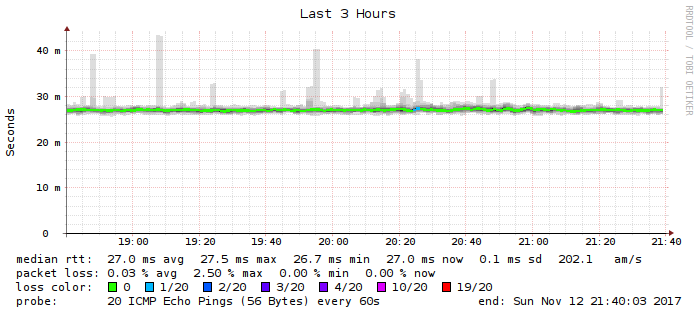 Last 3 Hours
RRDTOOL / TOBI OETIKER
Seconds
40 m
30 m
20 m
10 m
0
19:00 19:20 19:40 20:00 20:20 20:40 21:00 21:20 21:40
median rtt: 27.0 ms avg 27.5 ms max 26.7 ms min 27.0 ms now 0.1 ms sd 202.1 am/s
packet loss: 0.03 % avg 2.50 % max 0.00 % min 0.00 % now
loss color: 0 1/20 2/20 3/20 4/20 10/20 19/20
probe: 20 ICMP Echo Pings (56 Bytes) every 60s end: Sun Nov 12 21:40:03 2017